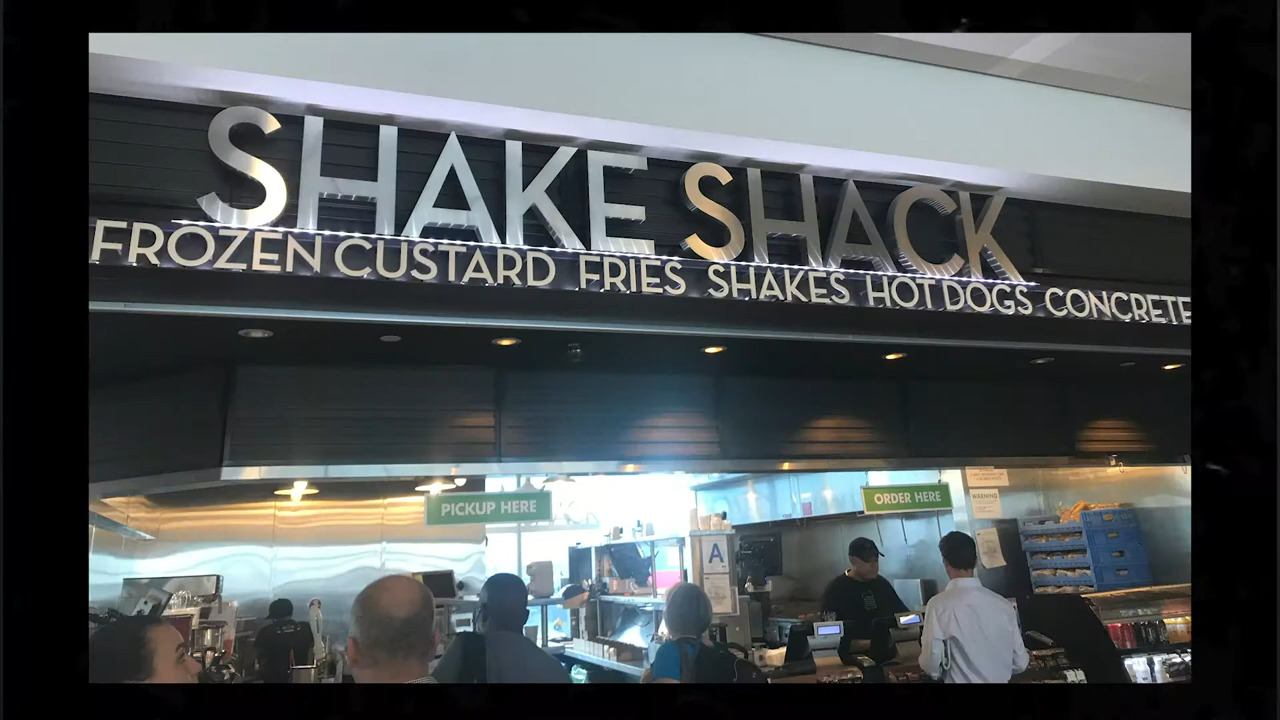 SHAKE SHACK
FROZEN CUSTARD FRIES SHAKES HOT DOGS CONCRETE
PICKUP HERE
ORDER HERE
WARNING
A